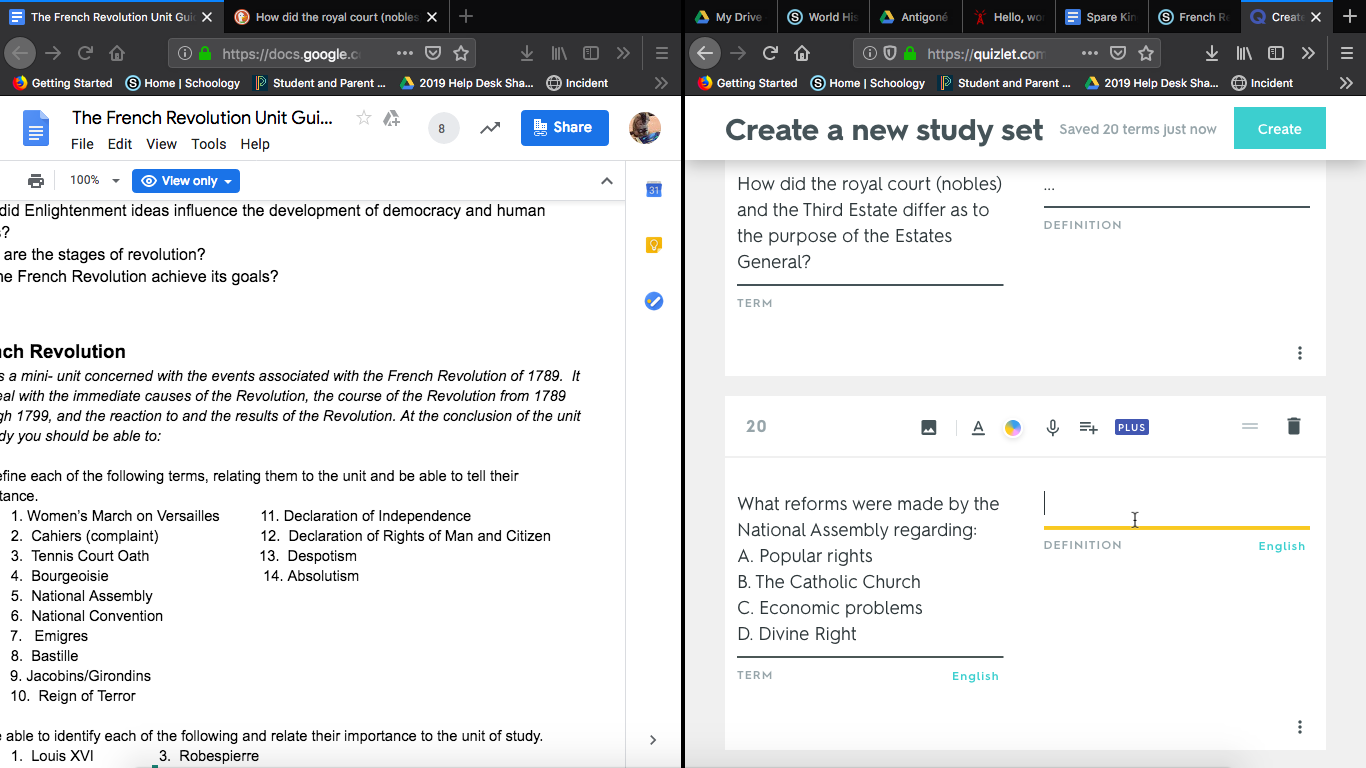 The French Revolution Unit Gui
How did the royal court (nobles
https://docs.google.c
Getting Started
Home | Schoology
Student and Parent ...
2019 Help Desk Sha...
Incident
The French Revolution Unit Gui...
File Edit View Tools Help
8
Share
100%
View only
31
did Enlightenment ideas influence the development of democracy and human
s?
are the stages of revolution?
he French Revolution achieve its goals?
nch Revolution
s a mini- unit concerned with the events associated with the French Revolution of 1789. It
eal with the immediate causes of the Revolution, the course of the Revolution from 1789
gh 1799, and the reaction to and the results of the Revolution. At the conclusion of the unit
dy you should be able to:
efine each of the following terms, relating them to the unit and be able to tell their
tance.
1. Women's March on Versailles
2. Cahiers (complaint)
3. Tennis Court Oath
4. Bourgeoisie
5. National Assembly
6. National Convention
7. Emigres
8. Bastille
9. Jacobins/Girondins
10. Reign of Terror
11. Declaration of Independence
12. Declaration of Rights of Man and Citizen
13. Despotism
14. Absolutism
e able to identify each of the following and relate their importance to the unit of study.
1. Louis XVI 3. Robespierre
My Drive
World His
Antigoné
Hello, wo
Spare Kin
French Re
Create
https://quizlet.com
Getting Started
Home | Schoology
Student and Parent ...
2019 Help Desk Sha...
Incident
Create a new study set
Saved 20 terms just now
Create
How did the royal court (nobles)
and the Third Estate differ as to
the purpose of the Estates
General?
TERM
...
DEFINITION
20
PLUS
What reforms were made by the
National Assembly regarding:
A. Popular rights
B. The Catholic Church
C. Economic problems
D. Divine Right
TERM
English
DEFINITION
English